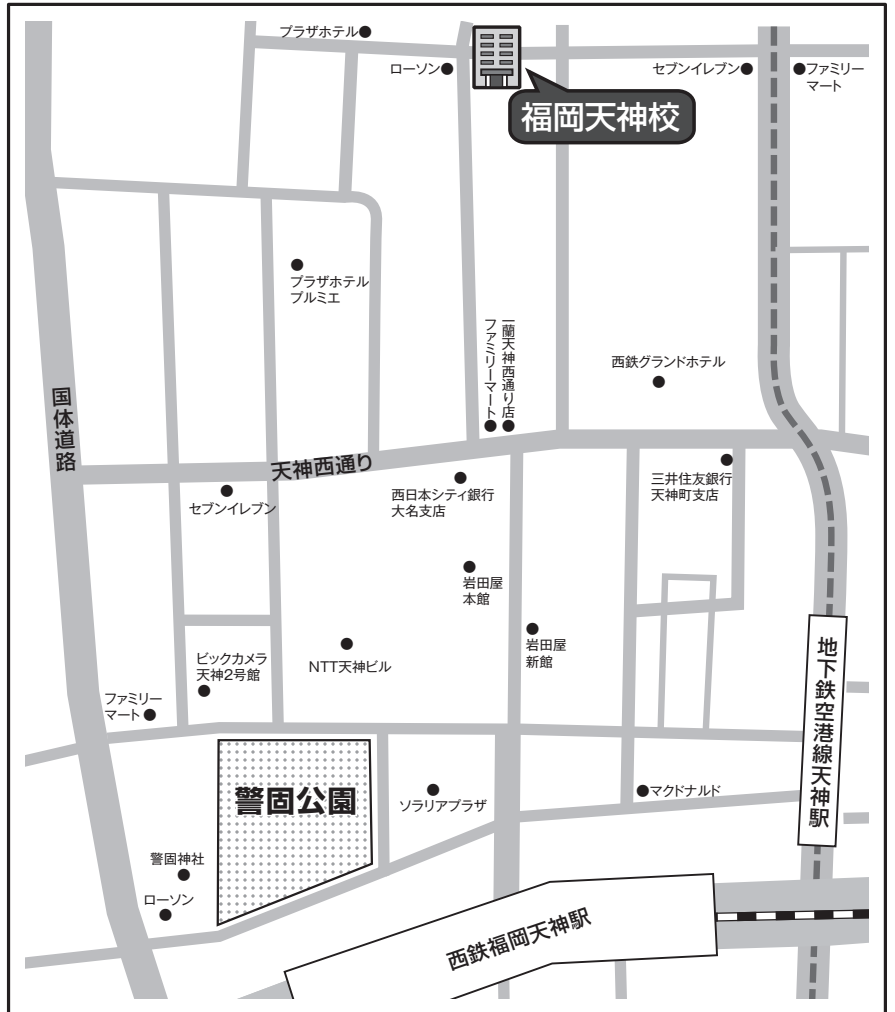 プラザホテル
ローソン
福岡天神校
セブンイレブン
ファミリー
マート
プラザホテル
プルミエ
ファミリーマート
一蘭天神西通り店
西鉄グランドホテル
国体道路
天神西通り
セブンイレブン
西日本シティ銀行
大名支店
三井住友銀行
天神町支店
岩田屋
本館
岩田屋
新館
NTT天神ビル
ビックカメラ
天神2号館
ファミリー
マート
地下鉄空港線天神駅
警固公園
ソラリアプラザ
マクドナルド
警固神社
ローソン
西鉄福岡天神駅